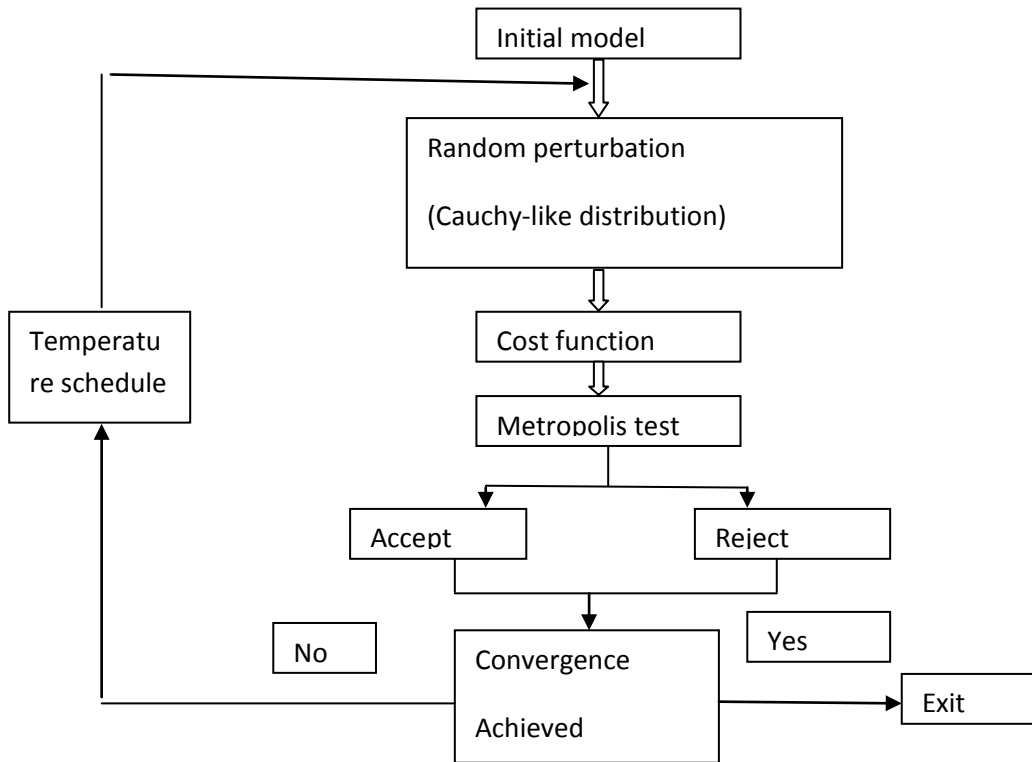 Initial model
Random perturbation
(Cauchy-like distribution)
Temperatu
re schedule
Cost function
Metropolis test
Accept
Reject
No
Yes
Convergence
Achieved
Exit